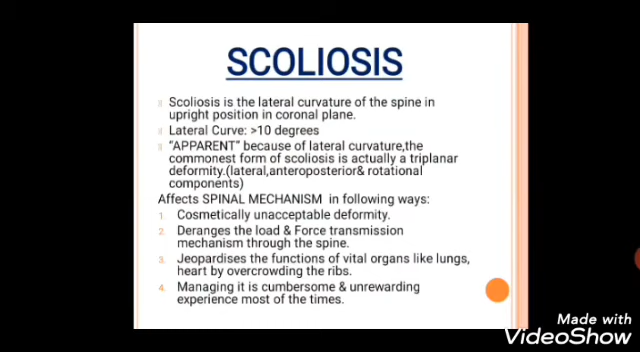 SCOLIOSIS
Scoliosis is the lateral curvature of the spine in
upright position in coronal plane.
Lateral Curve: >10 degrees
“APPARENT” because of lateral curvature,the
commonest form of scoliosis is actually a triplanar
deformity.(lateral,anteroposterior& rotational
components)
Affects SPINAL MECHANISM in following ways:
1. Cosmetically unacceptable deformity.
2. Deranges the load & Force transmission
mechanism through the spine.
3. Jeopardises the functions of vital organs like lungs,
heart by overcrowding the ribs.
4. Managing it is cumbersome & unrewarding
experience most of the times.
Made with
VideoShow